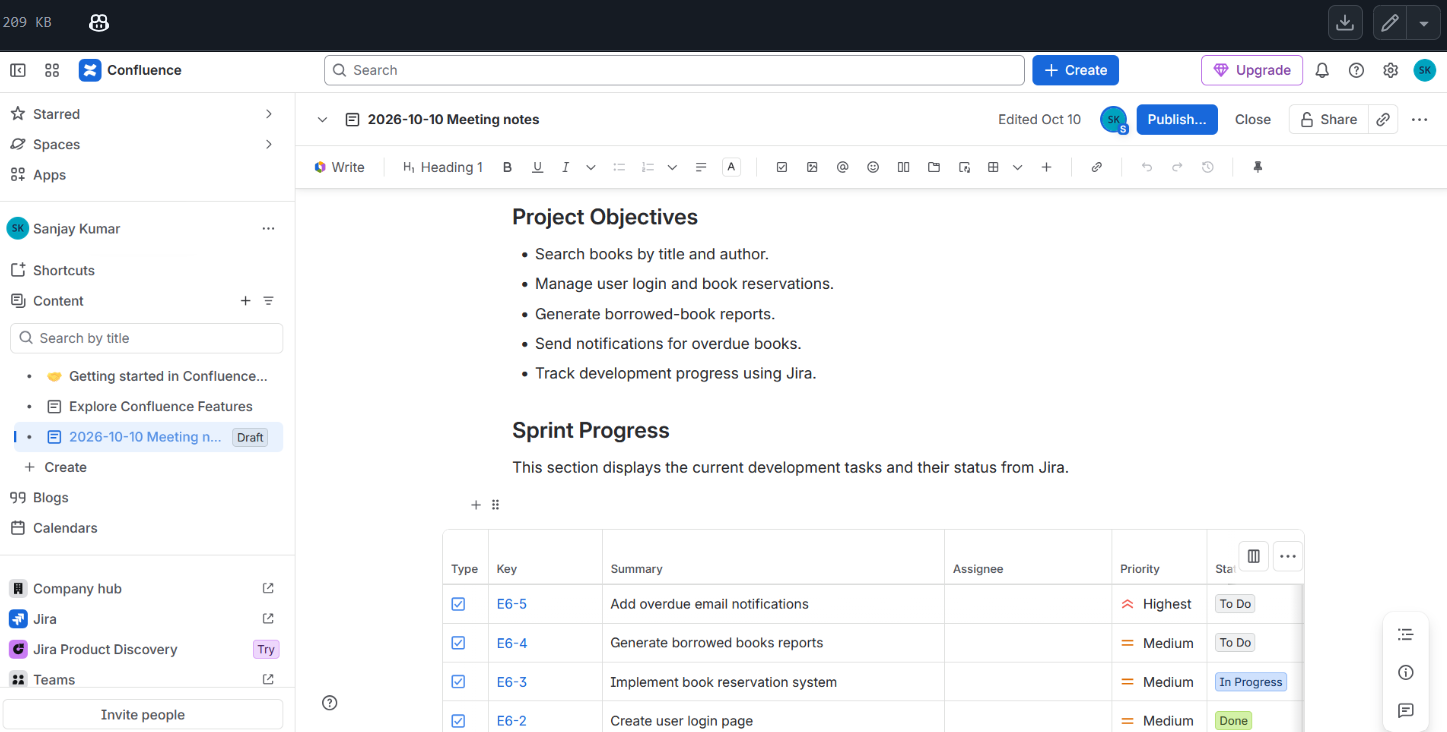 209 KB
Confluence
Search
Create
Upgrade
SK
Starred
Spaces
Apps
SK Sanjay Kumar
Shortcuts
Content
Search by title
Getting started in Confluence...
Explore Confluence Features
2026-10-10 Meeting n... Draft
Create
Blogs
Calendars
Company hub
Jira
Jira Product Discovery Try
Teams
Invite people
2026-10-10 Meeting notes
Edited Oct 10
SK
S
Publish...
Close
Share
Write
H1 Heading 1
B U I
A
Project Objectives
• Search books by title and author.
• Manage user login and book reservations.
• Generate borrowed-book reports.
• Send notifications for overdue books.
• Track development progress using Jira.
Sprint Progress
This section displays the current development tasks and their status from Jira.
Type Key Summary Assignee Priority Sta
E6-5 Add overdue email notifications Highest To Do
E6-4 Generate borrowed books reports Medium To Do
E6-3 Implement book reservation system Medium In Progress
E6-2 Create user login page Medium Done